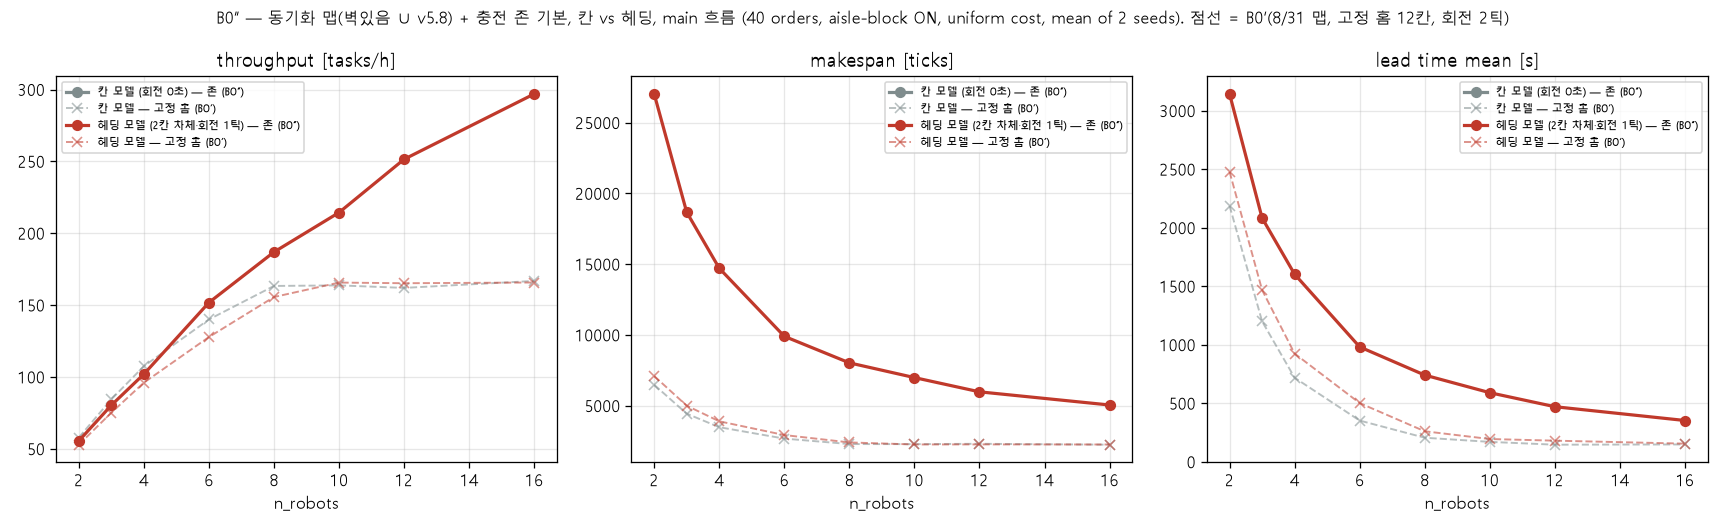 B0″ — 동기화 맵(벽있음 ∪ v5.8) + 충전 존 기본, 칸 vs 헤딩, main 흐름 (40 orders, aisle-block ON, uniform cost, mean of 2 seeds). 점선 = B0′(8/31 맵, 고정 홈 12칸, 회전 2틱)
throughput [tasks/h]
칸 모델 (회전 0초) — 존 (B0″)
칸 모델 — 고정 홈 (B0′)
헤딩 모델 (2칸 차체·회전 1틱) — 존 (B0″)
헤딩 모델 — 고정 홈 (B0′)
300
250
200
150
100
50
2 4 6 8 10 12 14 16
n_robots
makespan [ticks]
칸 모델 (회전 0초) — 존 (B0″)
칸 모델 — 고정 홈 (B0′)
헤딩 모델 (2칸 차체·회전 1틱) — 존 (B0″)
헤딩 모델 — 고정 홈 (B0′)
25000
20000
15000
10000
5000
2 4 6 8 10 12 14 16
n_robots
lead time mean [s]
칸 모델 (회전 0초) — 존 (B0″)
칸 모델 — 고정 홈 (B0′)
헤딩 모델 (2칸 차체·회전 1틱) — 존 (B0″)
헤딩 모델 — 고정 홈 (B0′)
3000
2500
2000
1500
1000
500
0
2 4 6 8 10 12 14 16
n_robots